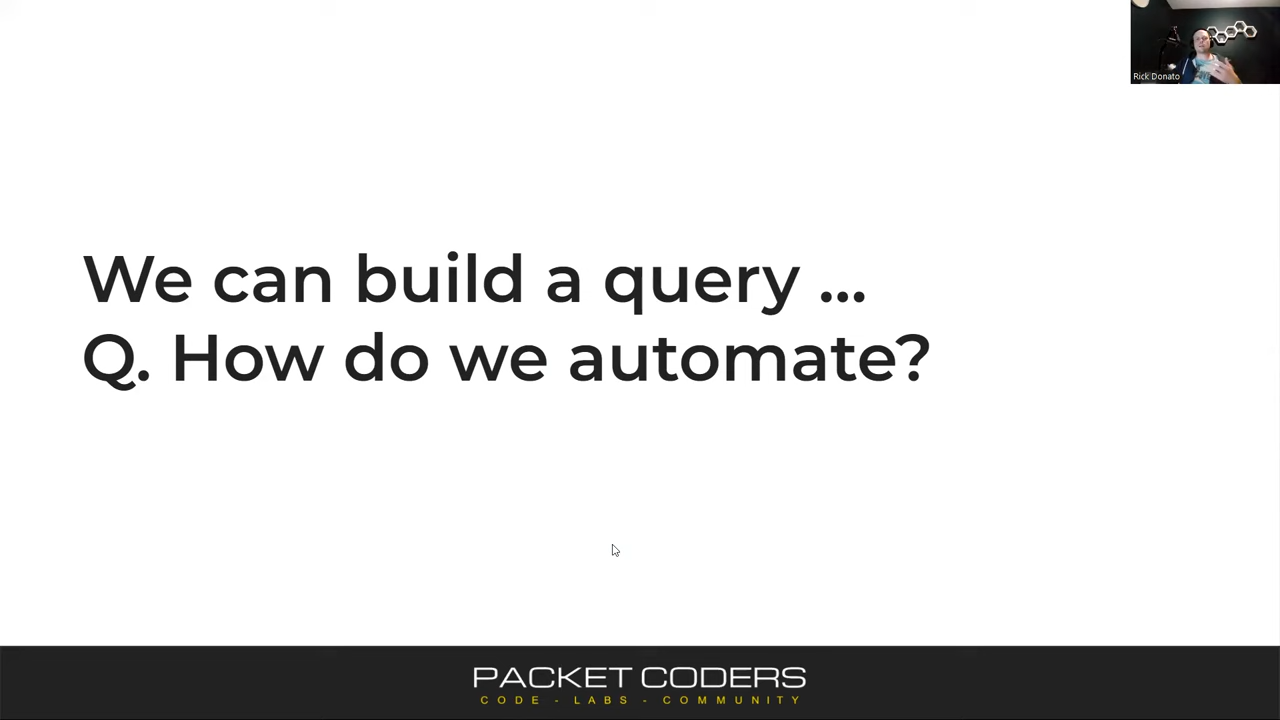 Rick Donato
We can build a query ...
Q. How do we automate?
PACKET CODERS
CODE - LABS - COMMUNITY